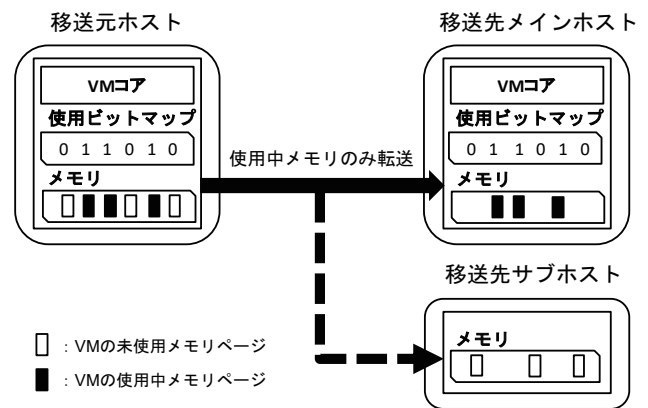 移送元ホスト
移送先メインホスト
VMコア
使用ビットマップ
0 1 1 0 1 0
メモリ
使用中メモリのみ転送
VMコア
使用ビットマップ
0 1 1 0 1 0
メモリ
移送先サブホスト
メモリ
：VMの未使用メモリページ
：VMの使用中メモリページ